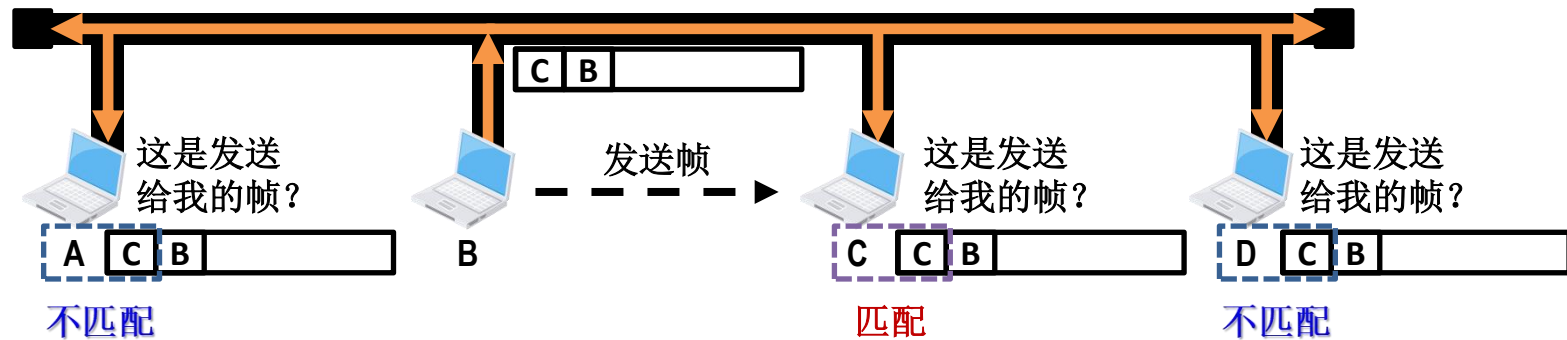 C B
这是发送
给我的帧？
发送帧
这是发送
给我的帧？
这是发送
给我的帧？
A C B
B
C C B
D C B
不匹配
匹配
不匹配